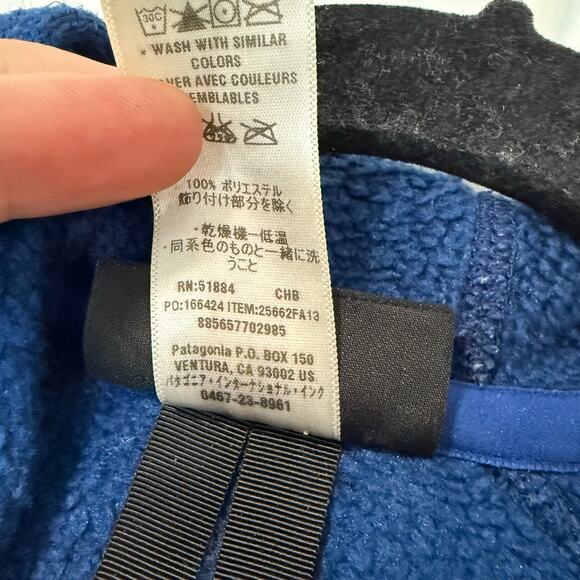 30C
• WASH WITH SIMILAR
COLORS
AVEC COULEURS
100% ポリエステル
飾り付け部分を除く
・乾燥機一低温
・同系色のものと一緒に洗
うこと
RN:51884 CHB
PO:166424 ITEM:25662FA13
885657702985
Patagonia P.O. BOX 150
VENTURA, CA 93002 US
パタゴニア・インターナショナル・インク
0467-23-8961